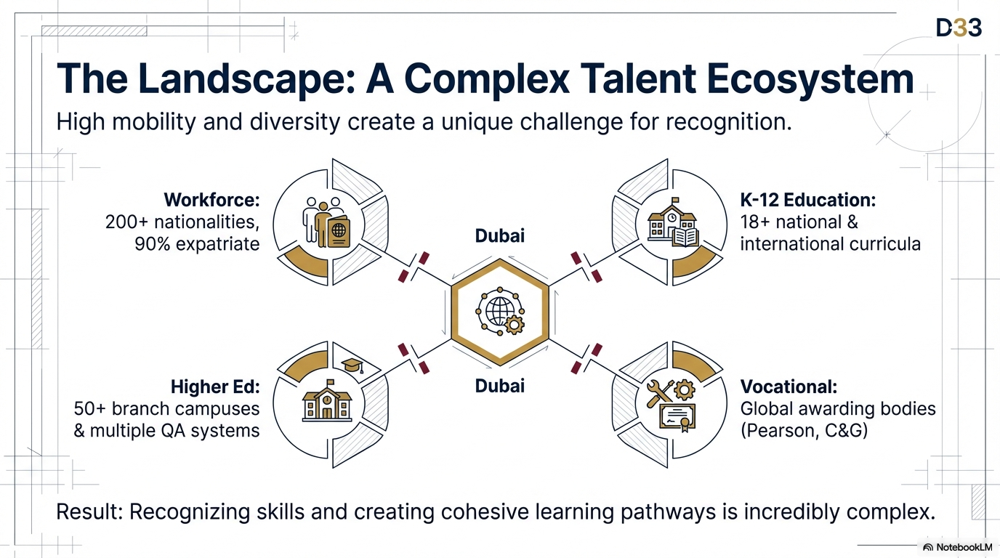 D33
The Landscape: A Complex Talent Ecosystem
High mobility and diversity create a unique challenge for recognition.
Workforce:
200+ nationalities,
90% expatriate
Dubai
K-12 Education:
18+ national &
international curricula
Higher Ed:
50+ branch campuses
& multiple QA systems
Dubai
Vocational:
Global awarding bodies
(Pearson, C&G)
Result: Recognizing skills and creating cohesive learning pathways is incredibly complex.
NotebookLM